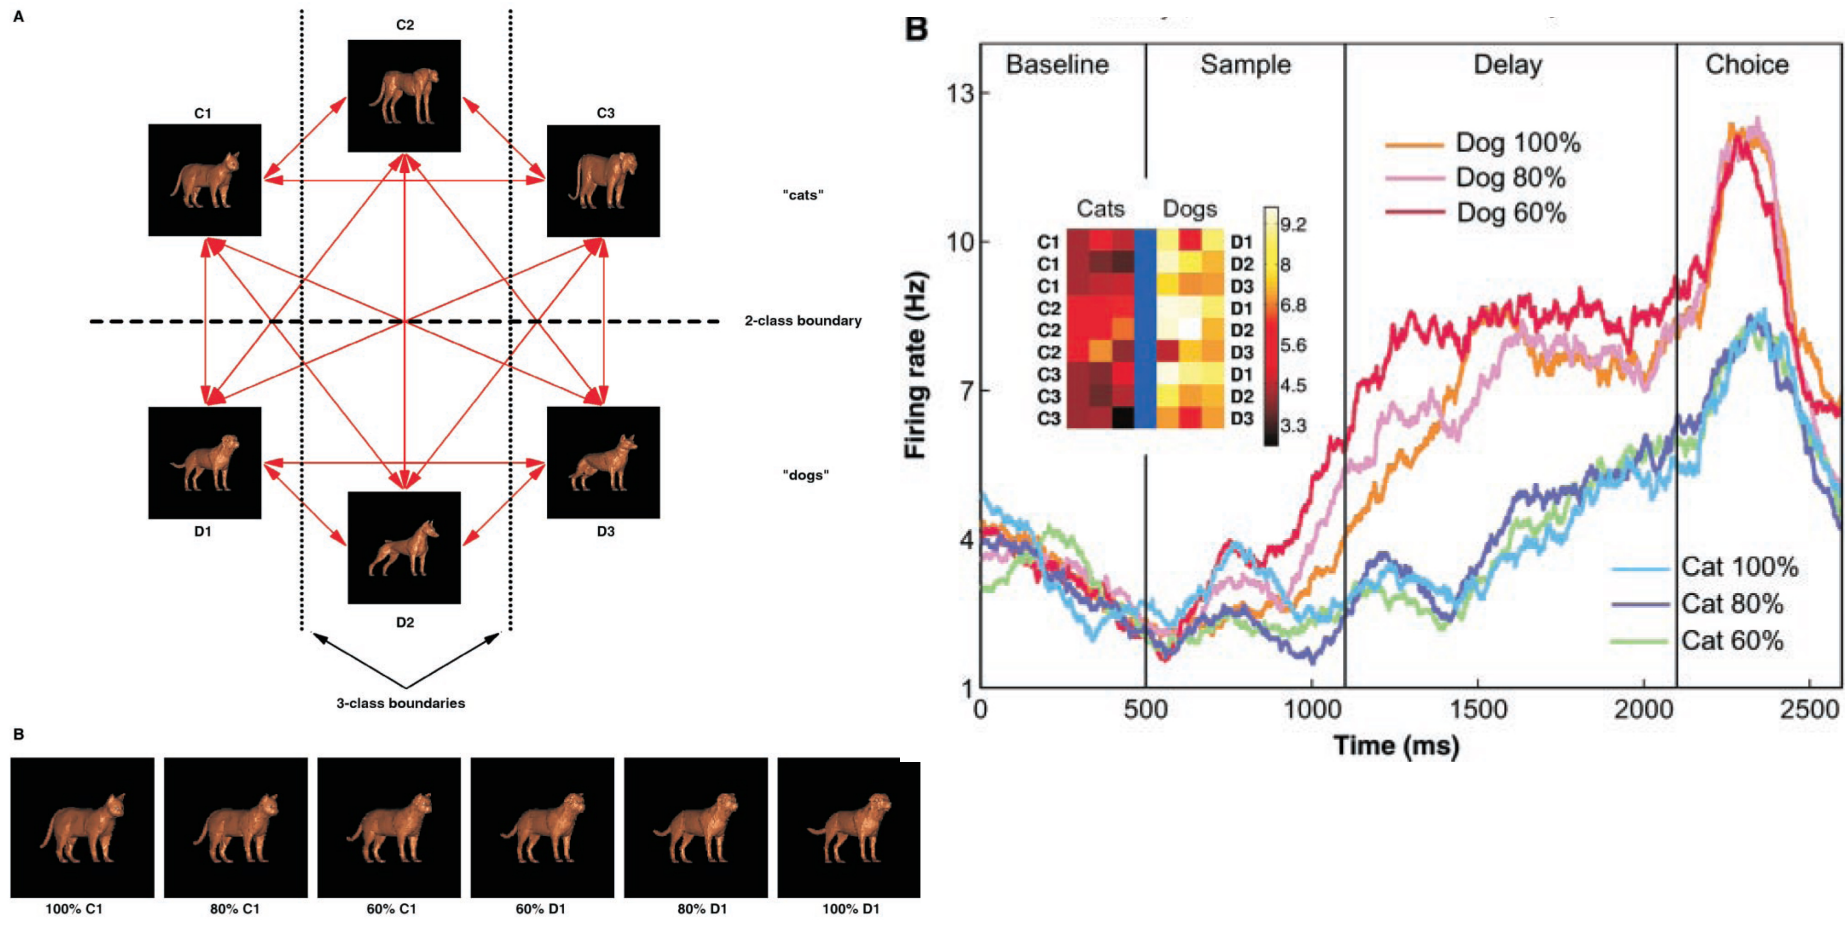 A
C2
C1
C3
"cats"
2-class boundary
"dogs"
D1
D3
D2
3-class boundaries
B
100% C1
80% C1
60% C1
60% D1
80% D1
100% D1
B
Baseline
Sample
Delay
Choice
13
10
7
4
1
Firing rate (Hz)
Dog 100%
Dog 80%
Dog 60%
Cats
Dogs
C1
D1
C1
D2
C1
D3
C2
D1
C2
D2
C2
D3
C3
D1
C3
D2
C3
D3
9.2
8
6.8
5.6
4.5
3.3
Cat 100%
Cat 80%
Cat 60%
0
500
1000
1500
2000
2500
Time (ms)